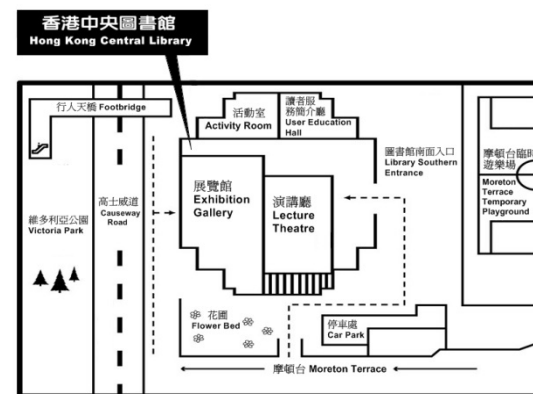 香港中央圖書館
Hong Kong Central Library
行人天橋 Footbridge
活動室
Activity Room
讀者服
務簡介廳
User Education
Hall
圖書館南面入口
Library Southern
Entrance
摩頓台臨時
遊樂場
Moreton
Terrace
Temporary
Playground
展覽館
Exhibition
Gallery
演講廳
Lecture
Theatre
高士威道
Causeway
Road
維多利亞公園
Victoria Park
花圃
Flower Bed
停車處
Car Park
摩頓台 Moreton Terrace